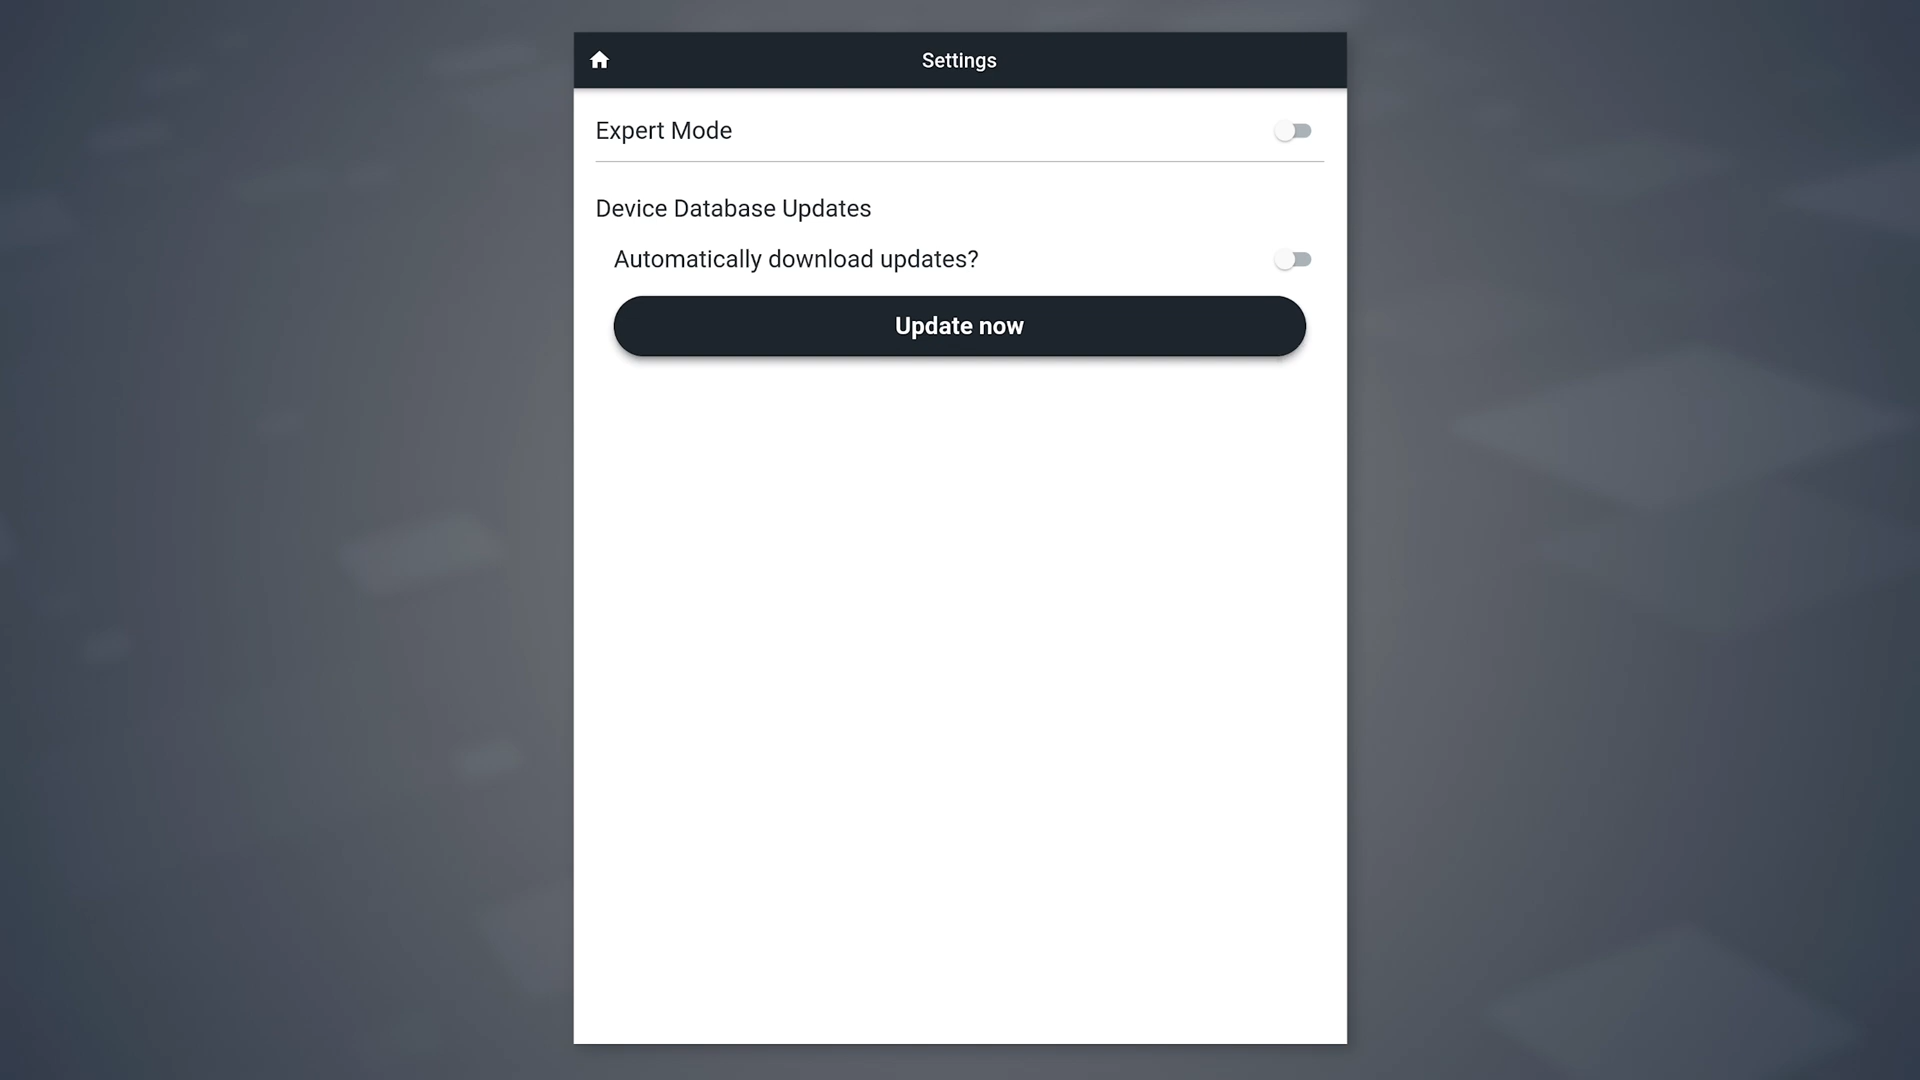 Settings
Expert Mode
Device Database Updates
Automatically download updates?
Update now